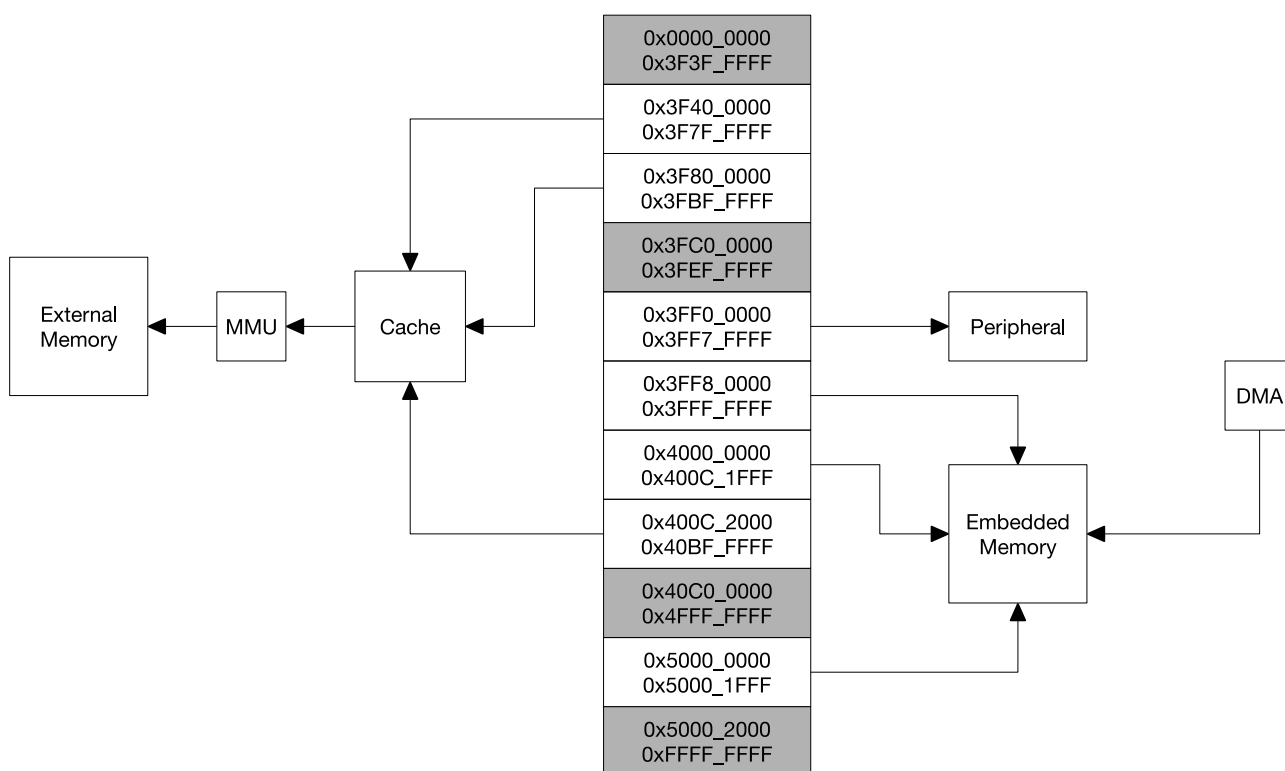 0x0000_0000
0x3F3F_FFFF
0x3F40_0000
0x3F7F_FFFF
0x3F80_0000
0x3FBF_FFFF
0x3FC0_0000
0x3FEF_FFFF
External
Memory
MMU
Cache
0x3FF0_0000
0x3FF7_FFFF
Peripheral
0x3FF8_0000
0x3FFF_FFFF
DMA
0x4000_0000
0x400C_1FFF
0x400C_2000
0x40BF_FFFF
Embedded
Memory
0x40C0_0000
0x4FFF_FFFF
0x5000_0000
0x5000_1FFF
0x5000_2000
0xFFFF_FFFF